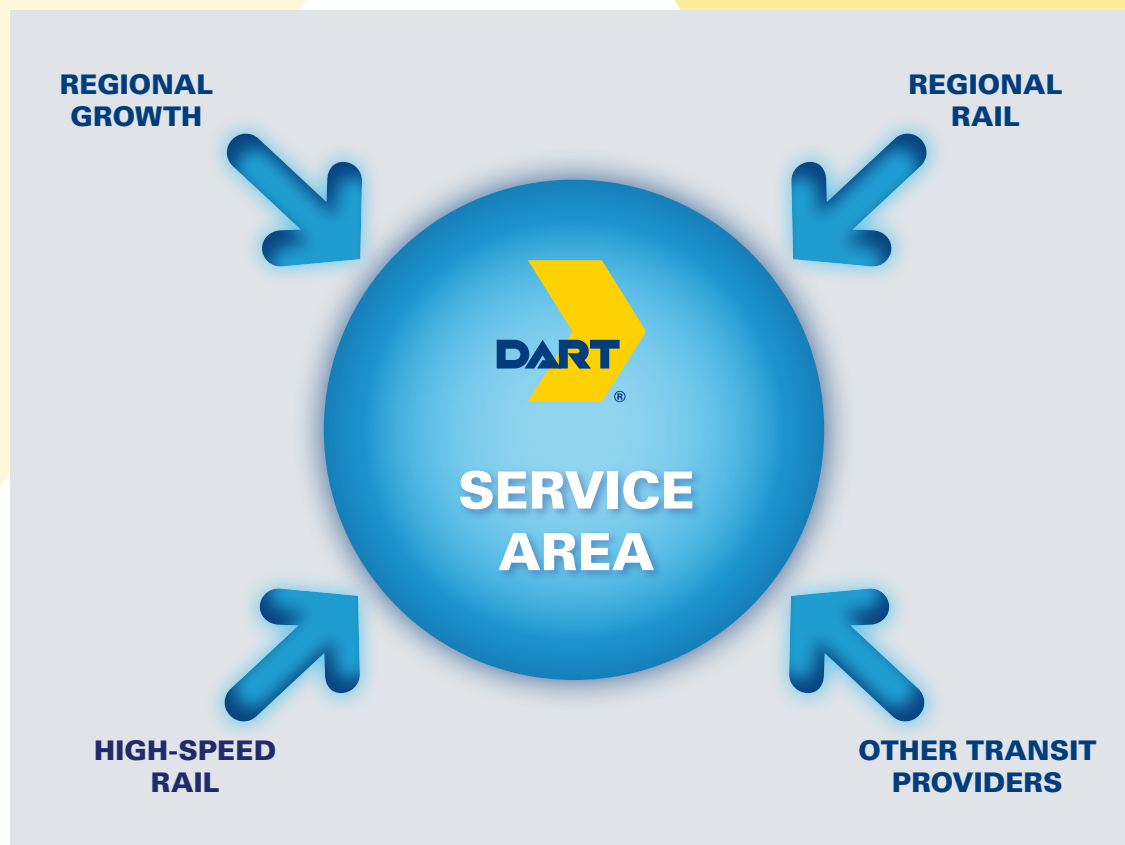 REGIONAL
GROWTH
REGIONAL
RAIL
DART
®
SERVICE
AREA
HIGH-SPEED
RAIL
OTHER TRANSIT
PROVIDERS